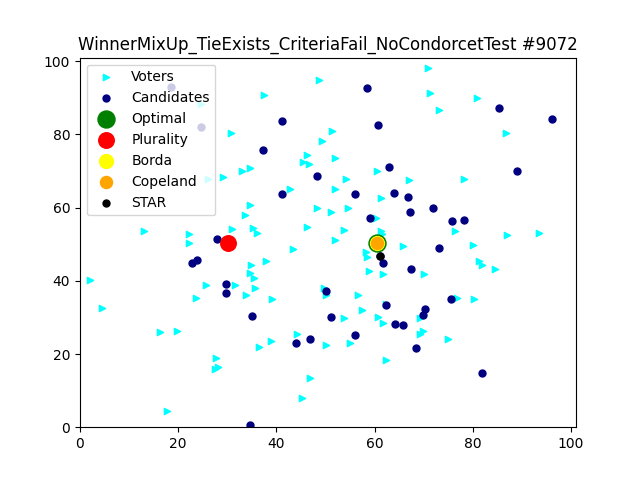 WinnerMixUp_TieExists_CriteriaFail_NoCondorcetTest #9072
100
80
60
40
20
0
Voters
Candidates
Optimal
Plurality
Borda
Copeland
STAR
0 20 40 60 80 100